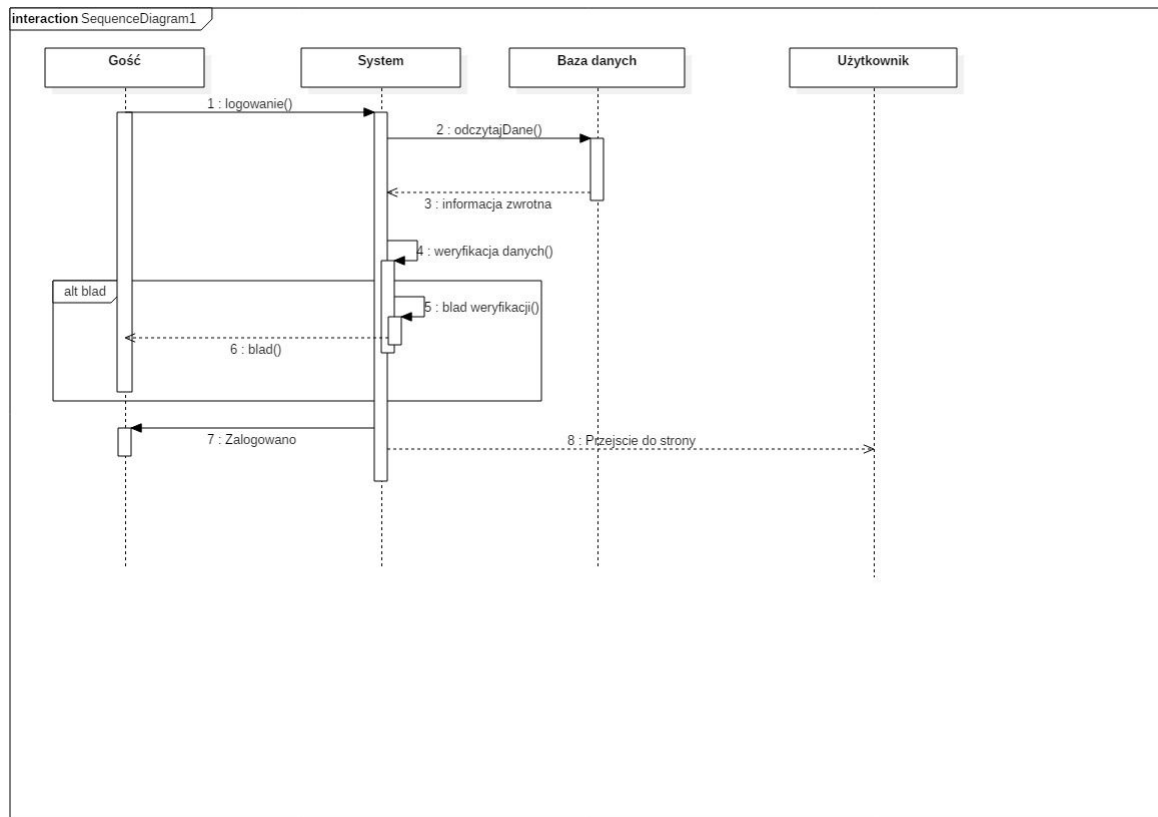 interaction SequenceDiagram1
Gość
System
Baza danych
Użytkownik
1 : logowanie()
2 : odczytajDane()
3 : informacja zwrotna
4 : weryfikacja danych()
alt blad
5 : blad weryfikacji()
6 : blad()
7 : Zalogowano
8 : Przejscie do strony